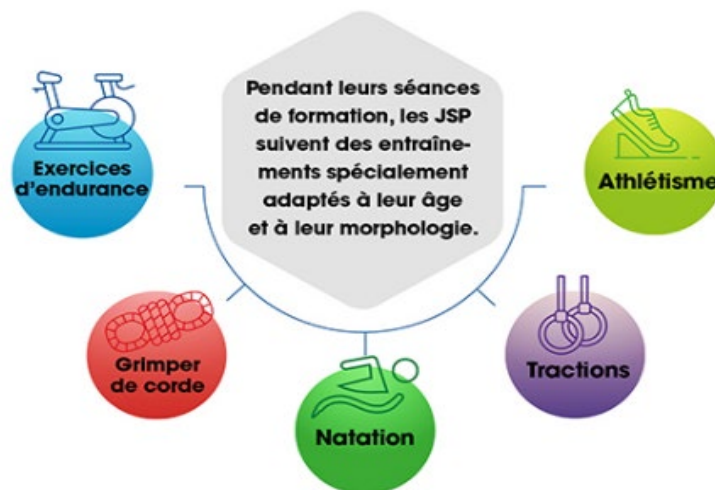 Pendant leurs séances
de formation, les JSP
suivent des entraîne-
ments spécialement
adaptés à leur âge
et à leur morphologie.
Exercices
d'endurance
Grimper
de corde
Natation
Tractions
Athlétisme